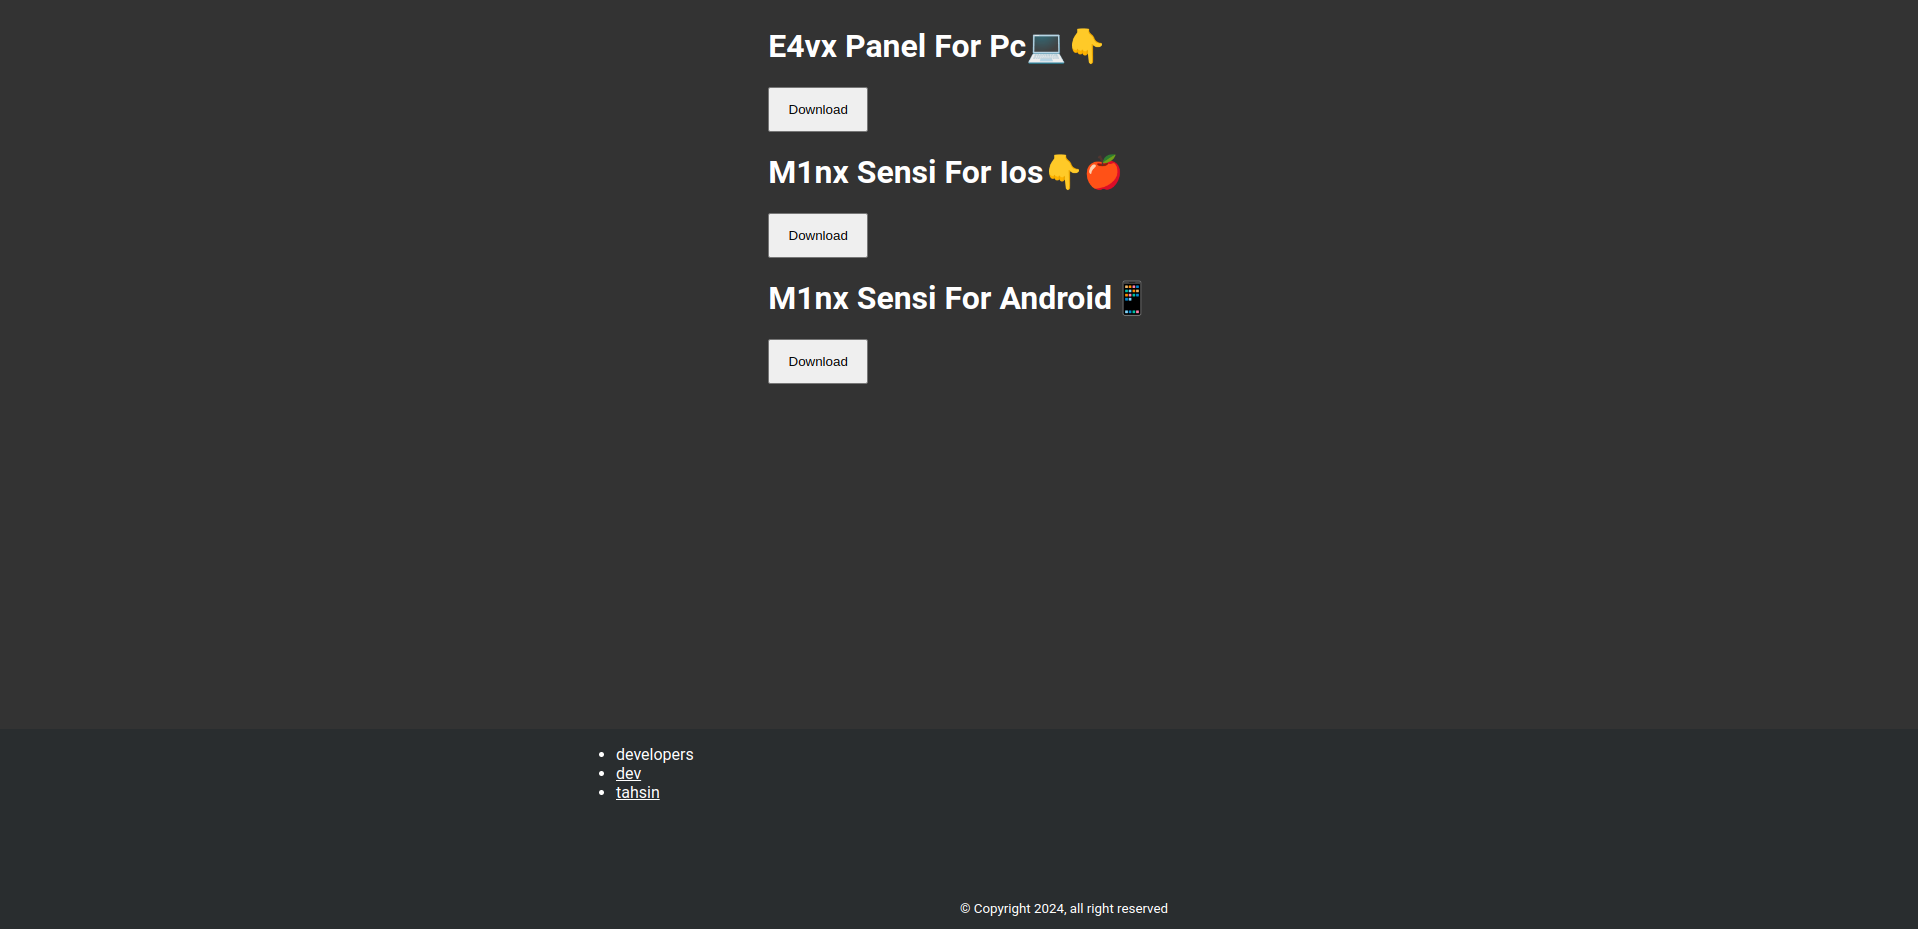 E4vx Panel For Pc💻👇
Download
M1nx Sensi For Ios👇🍎
Download
M1nx Sensi For Android📱
Download
developers
dev
tahsin
© Copyright 2024, all right reserved